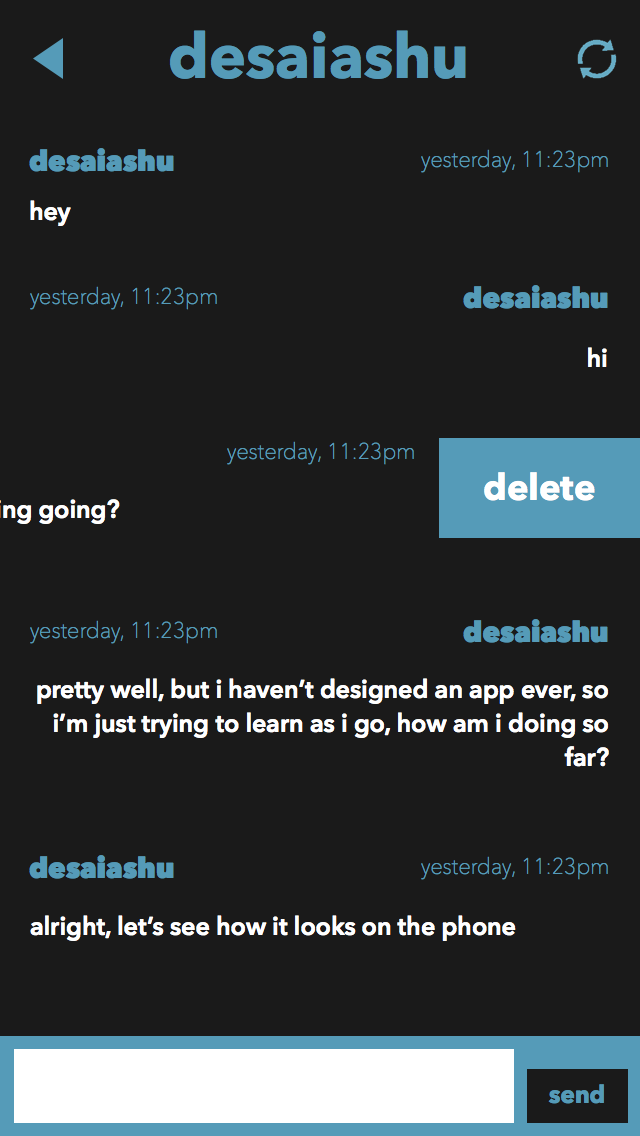 desaiashu
desaiashu yesterday, 11:23pm
hey
yesterday, 11:23pm desaiashu
hi
yesterday, 11:23pm
ing going?
delete
yesterday, 11:23pm desaiashu
pretty well, but i haven’t designed an app ever, so
i’m just trying to learn as i go, how am i doing so
far?
desaiashu yesterday, 11:23pm
alright, let’s see how it looks on the phone
send